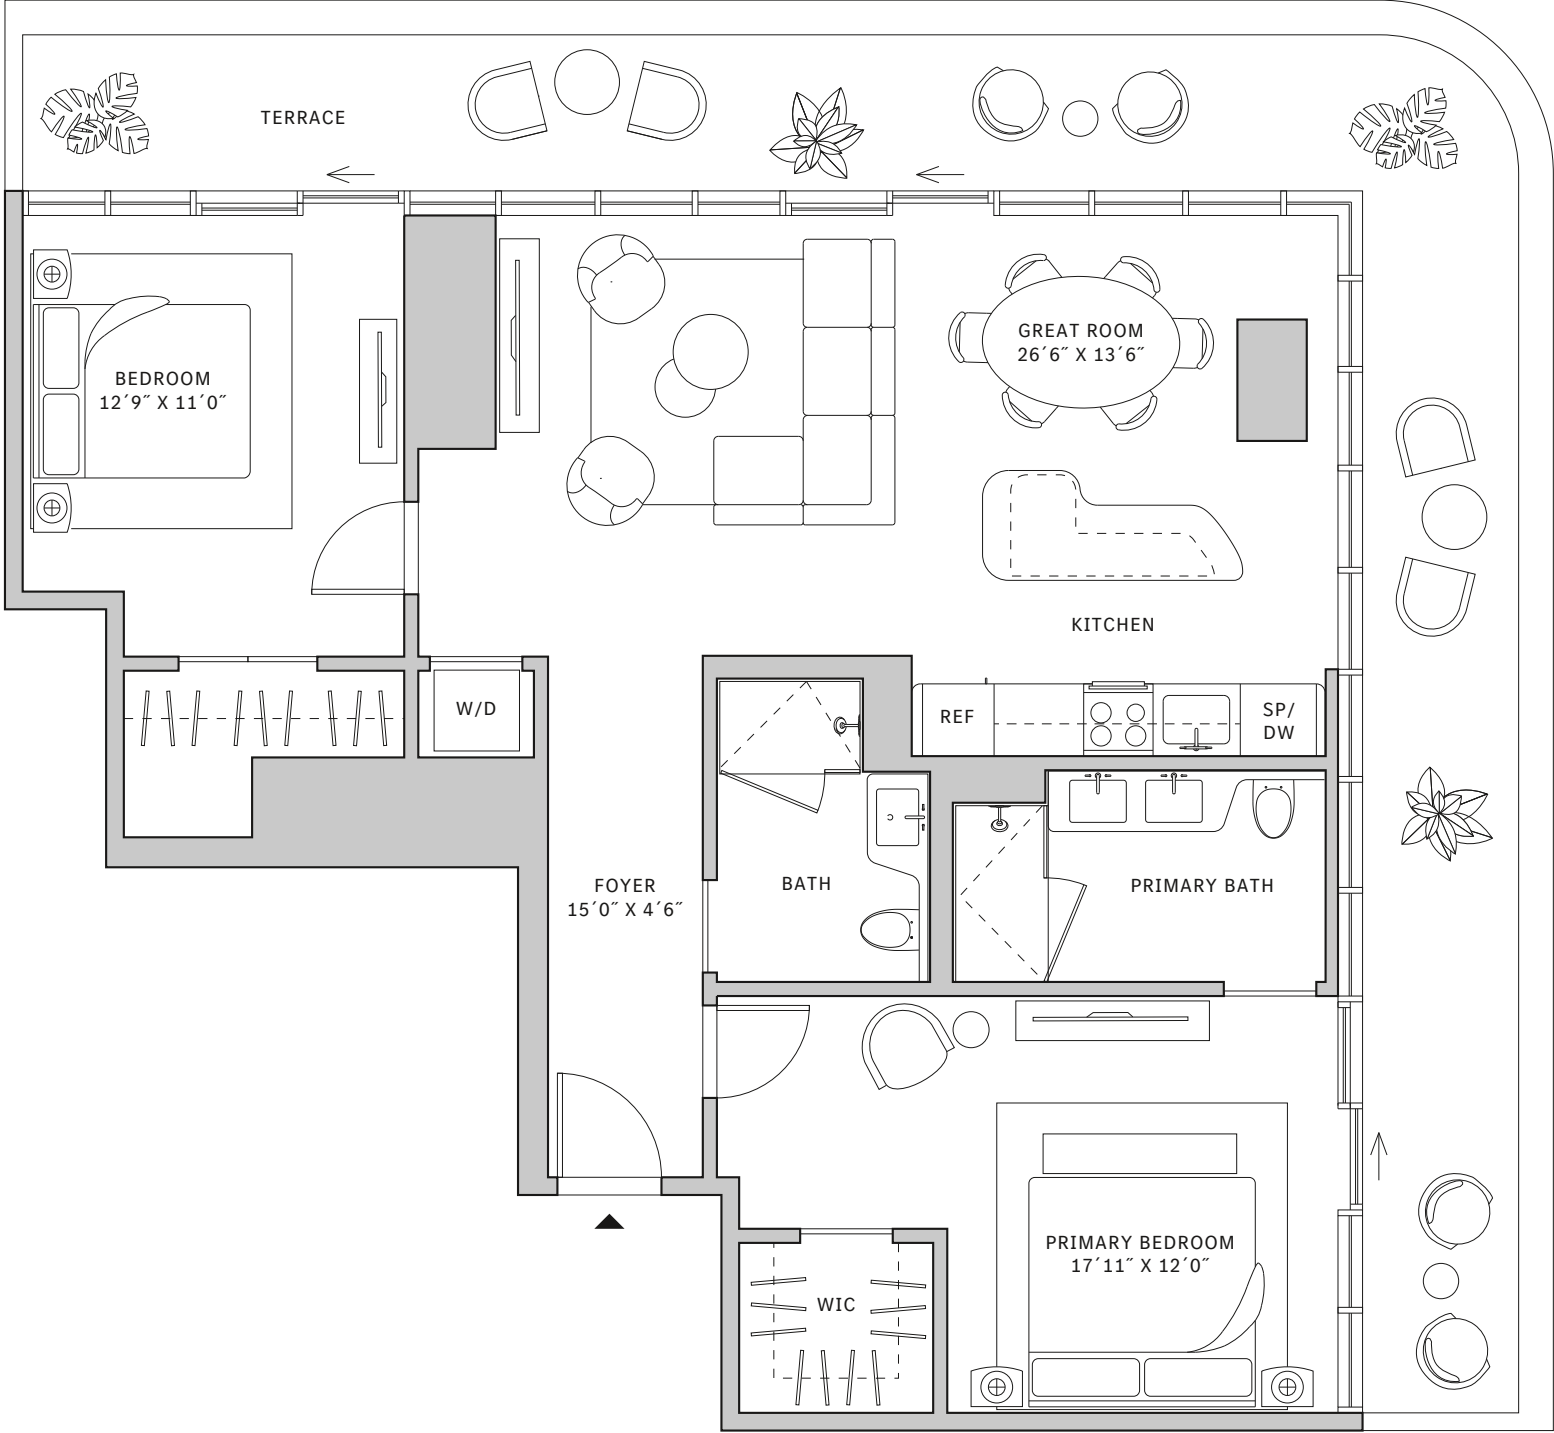 TERRACE
GREAT ROOM
26´6˝ X 13´6˝
BEDROOM
12´9˝ X 11´0˝
KITCHEN
W/D
REF
SP/
DW
FOYER
15´0˝ X 4´6˝
BATH
PRIMARY BATH
PRIMARY BEDROOM
17´11˝ X 12´0˝
WIC